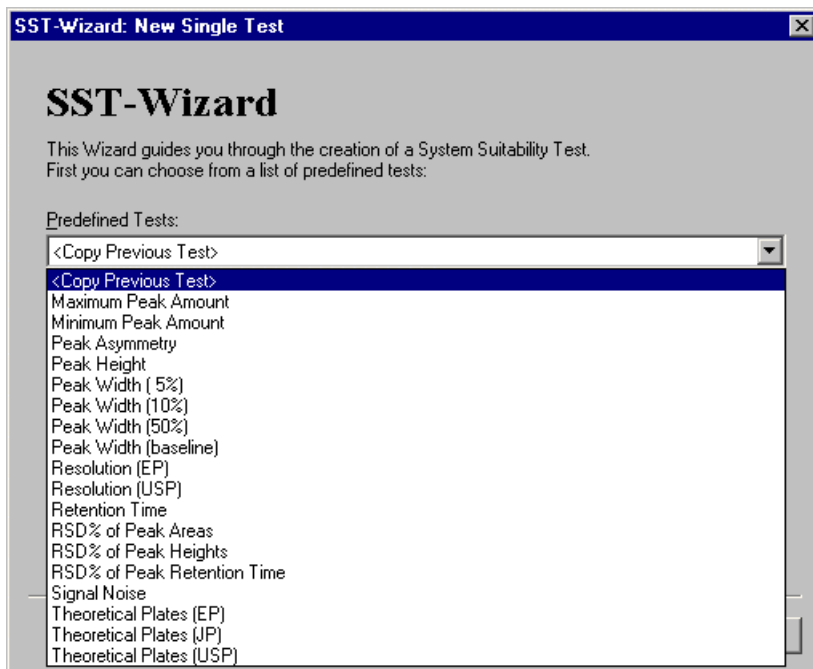 SST-Wizard: New Single Test
SST-Wizard
This Wizard guides you through the creation of a System Suitability Test.
First you can choose from a list of predefined tests:
Predefined Tests:
<Copy Previous Test>
<Copy Previous Test>
Maximum Peak Amount
Minimum Peak Amount
Peak Asymmetry
Peak Height
Peak Width ( 5%)
Peak Width (10%)
Peak Width (50%)
Peak Width (baseline)
Resolution (EP)
Resolution (USP)
Retention Time
RSD% of Peak Areas
RSD% of Peak Heights
RSD% of Peak Retention Time
Signal Noise
Theoretical Plates (EP)
Theoretical Plates (JP)
Theoretical Plates (USP)